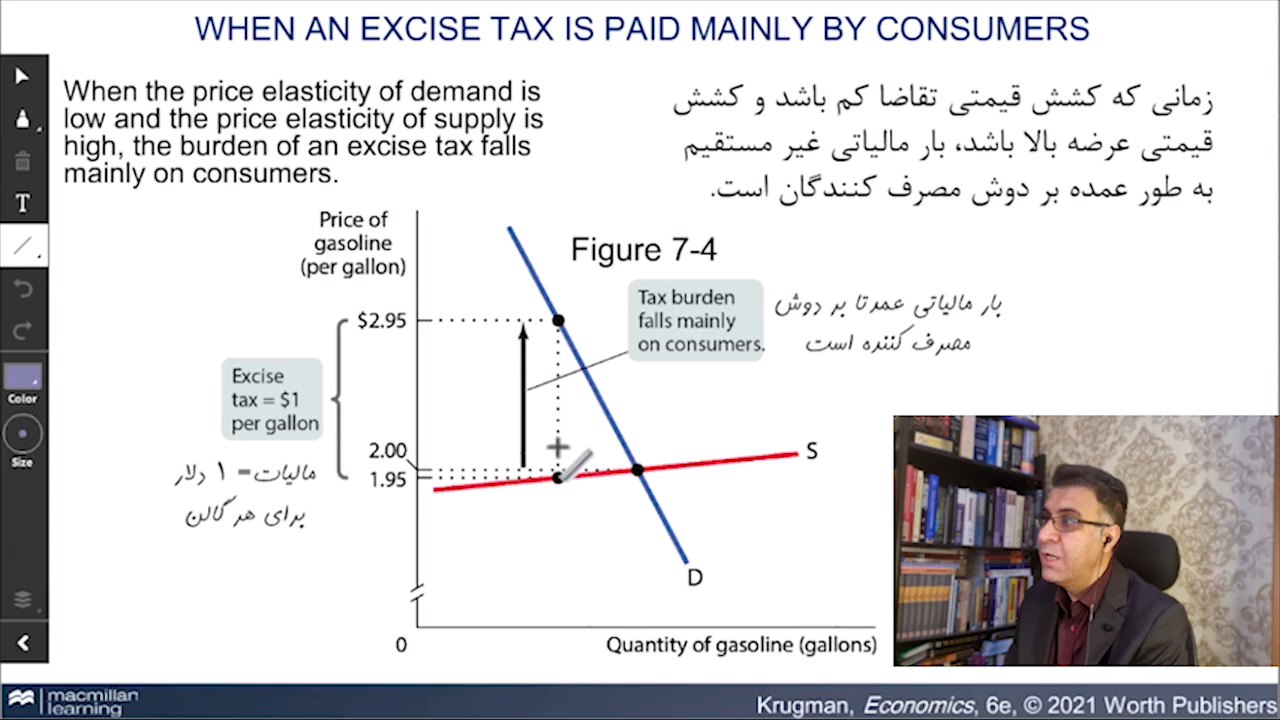 WHEN AN EXCISE TAX IS PAID MAINLY BY CONSUMERS
When the price elasticity of demand is
low and the price elasticity of supply is
high, the burden of an excise tax falls
mainly on consumers.
زمانی که کشش قیمتی تقاضا کم باشد و کشش
قیمتی عرضه بالا باشد، بار مالیاتی غیر مستقیم
به طور عمده بر دوش مصرف کنندگان است.
Price of
gasoline
(per gallon)
Figure 7-4
Tax burden
falls mainly
on consumers.
بار مالیاتی عمدتا بر دوش
مصرف کننده است
$2.95
Excise
tax = $1
per gallon
2.00
1.95
مالیات= ۱ دلار
برای هر گالن
S
D
0
Quantity of gasoline (gallons)
T
Color
Size
macmillan
learning
Krugman, Economics, 6e, © 2021 Worth Publishers